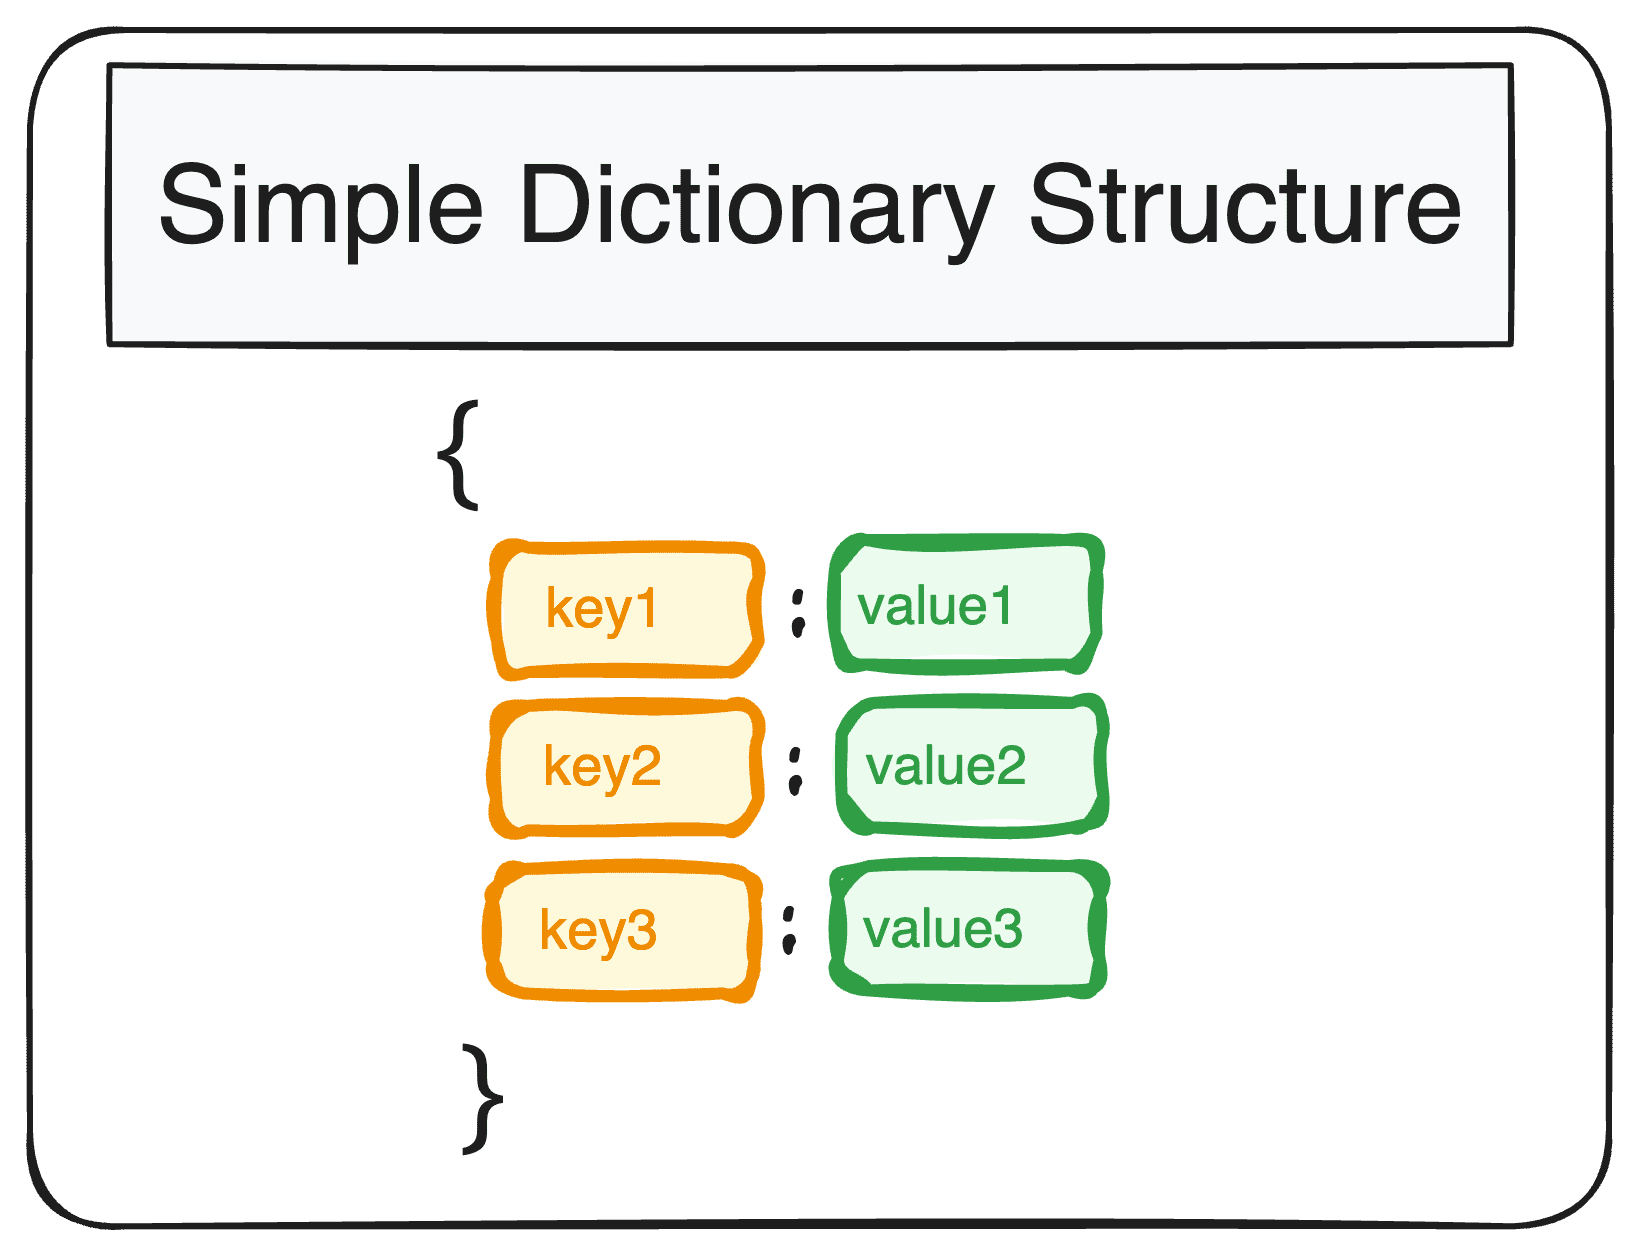 Simple Dictionary Structure
{
key1 : value1
key2 : value2
key3 : value3
}